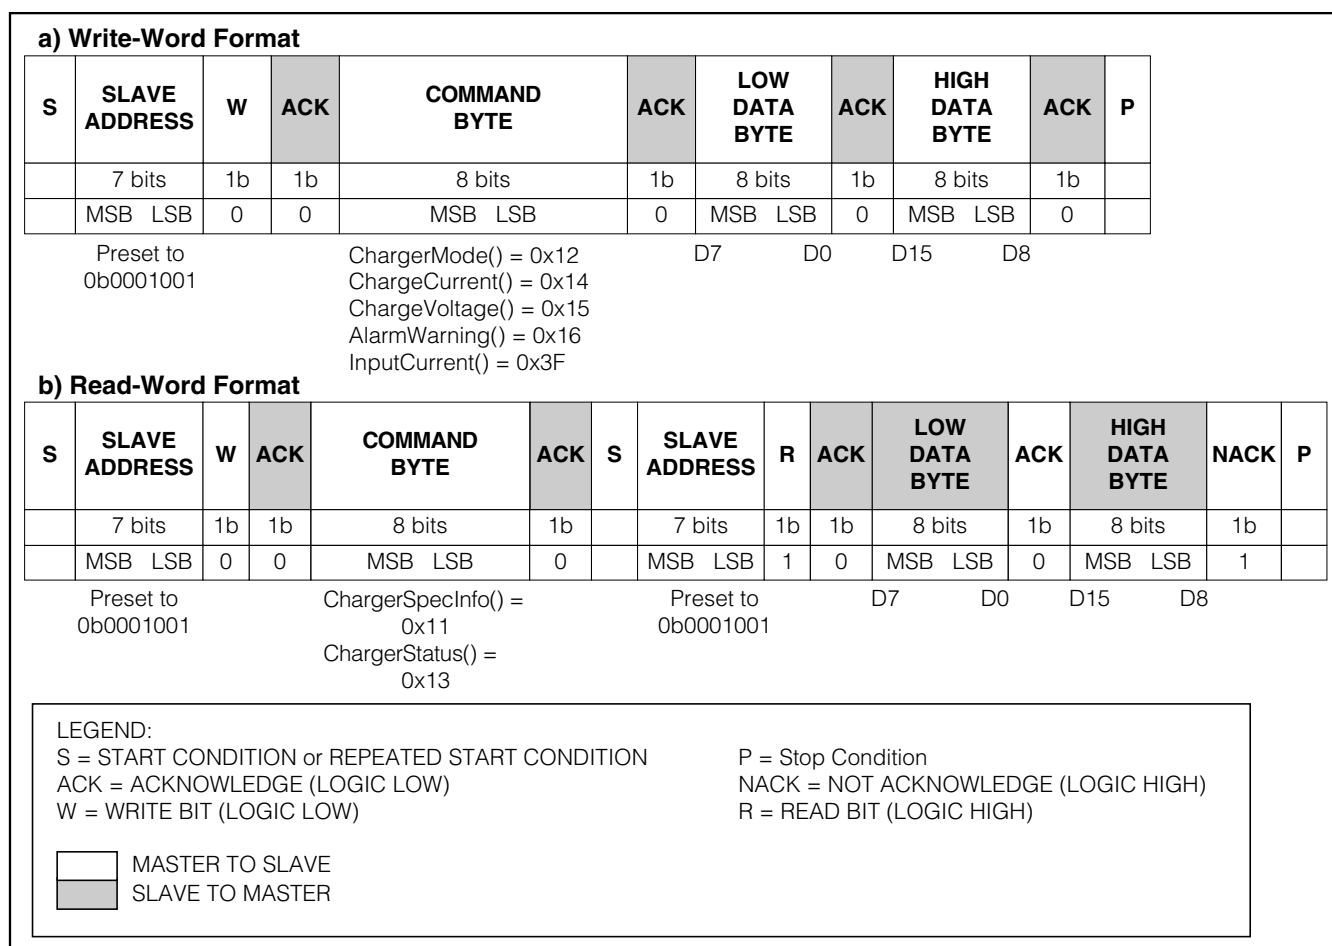 a) Write-Word Format
S SLAVE ADDRESS W ACK COMMAND BYTE ACK LOW DATA BYTE ACK HIGH DATA BYTE ACK P
7 bits 1b 1b 8 bits 1b 8 bits 1b 8 bits 1b
MSB LSB 0 0 MSB LSB 0 MSB LSB 0 MSB LSB 0
Preset to ChargerMode() = 0x12 D7 D0 D15 D8
0b0001001 ChargeCurrent() = 0x14
ChargeVoltage() = 0x15
AlarmWarning() = 0x16
InputCurrent() = 0x3F
b) Read-Word Format
S SLAVE ADDRESS W ACK COMMAND BYTE ACK S SLAVE ADDRESS R ACK LOW DATA BYTE ACK HIGH DATA BYTE NACK P
7 bits 1b 1b 8 bits 1b 7 bits 1b 1b 8 bits 1b 8 bits 1b
MSB LSB 0 0 MSB LSB 0 MSB LSB 1 0 MSB LSB 0 MSB LSB 1
Preset to ChargerSpecInfo() = Preset to D7 D0 D15 D8
0b0001001 0x11 0b0001001
ChargerStatus() =
0x13
LEGEND:
S = START CONDITION or REPEATED START CONDITION P = Stop Condition
ACK = ACKNOWLEDGE (LOGIC LOW) NACK = NOT ACKNOWLEDGE (LOGIC HIGH)
W = WRITE BIT (LOGIC LOW) R = READ BIT (LOGIC HIGH)
MASTER TO SLAVE
SLAVE TO MASTER